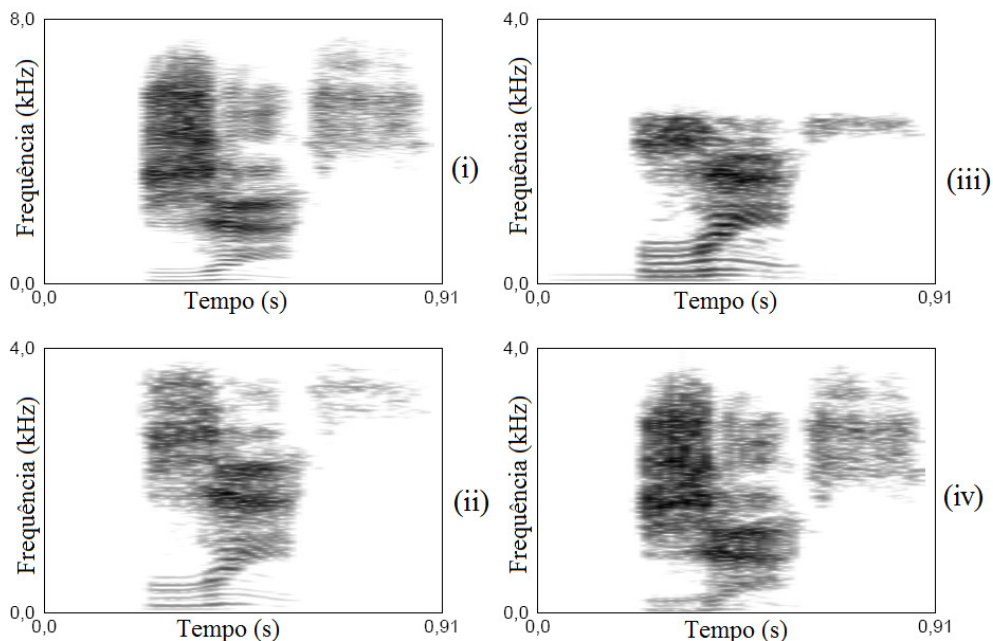 8,0
Frequência (kHz)
0,0
0,0
Tempo (s)
0,91
(i)
4,0
Frequência (kHz)
0,0
0,0
Tempo (s)
0,91
(iii)
4,0
Frequência (kHz)
0,0
0,0
Tempo (s)
0,91
(ii)
4,0
Frequência (kHz)
0,0
0,0
Tempo (s)
0,91
(iv)